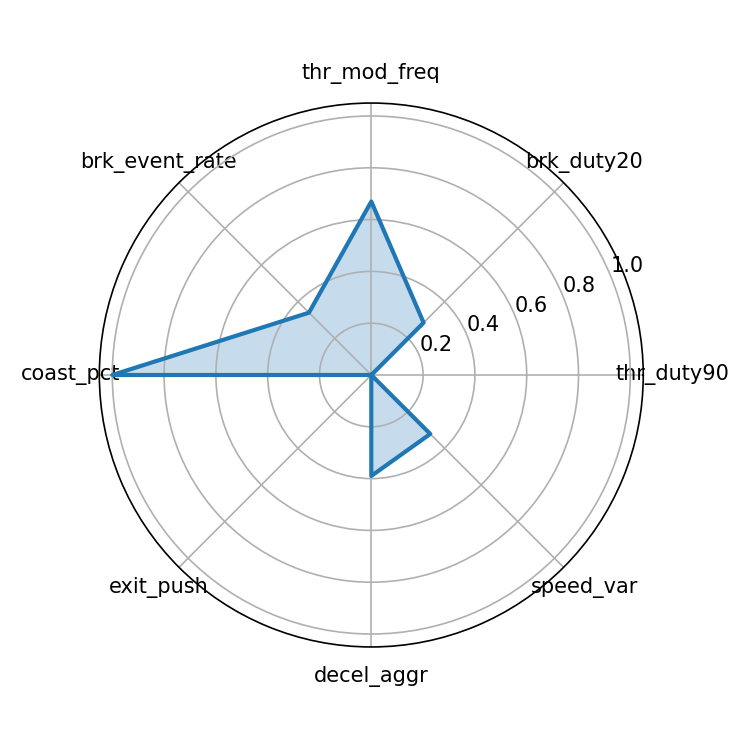 thr_mod_freq
brk_event_rate
brk_duty20
1.0
0.8
0.6
0.4
0.2
coast_pct
thr_duty90
exit_push
speed_var
decel_aggr